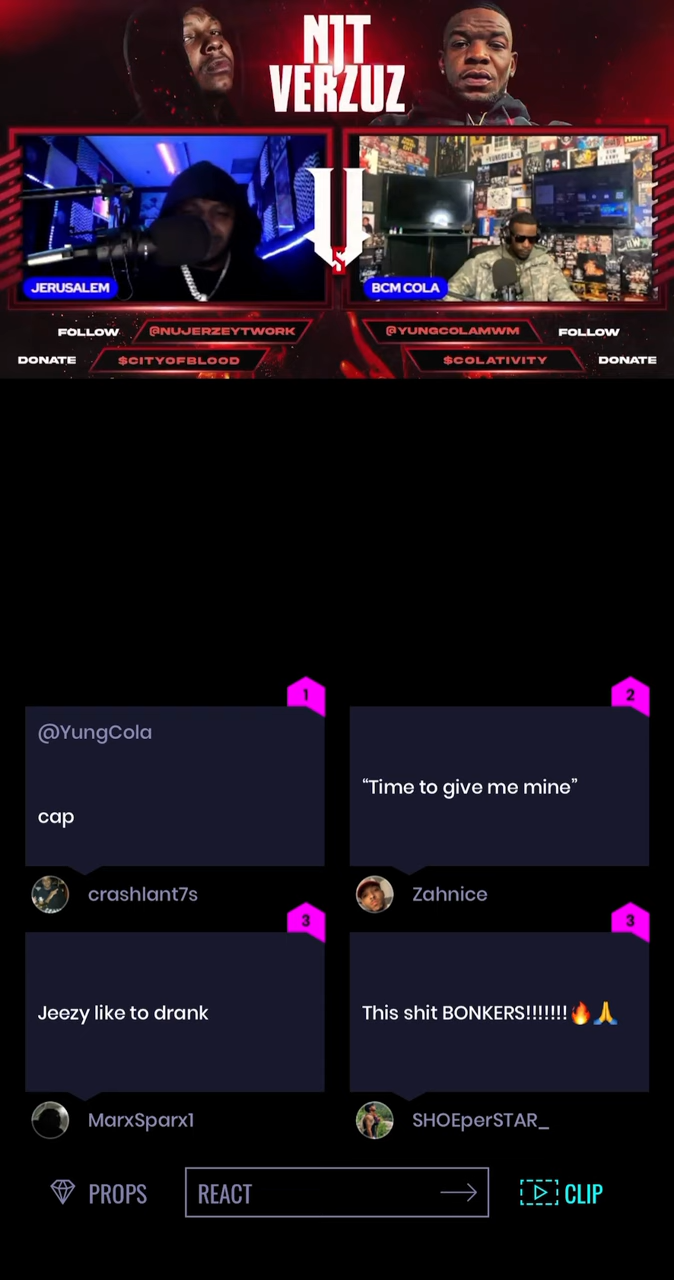 NJT
VERZUZ
YUNGCOLA
JERUSALEM
VS
BCM COLA
FOLLOW @NUJERZEYTWORK
@YUNGCOLAMWM FOLLOW
DONATE $CITYOFBLOOD
$COLATIVITY DONATE
1
@YungCola
cap
crashlant7s
2
“Time to give me mine”
Zahnice
3
Jeezy like to drank
MarxSparx1
3
This shit BONKERS!!!!!!!🔥🙏
SHOEperSTAR_
PROPS
REACT
CLIP